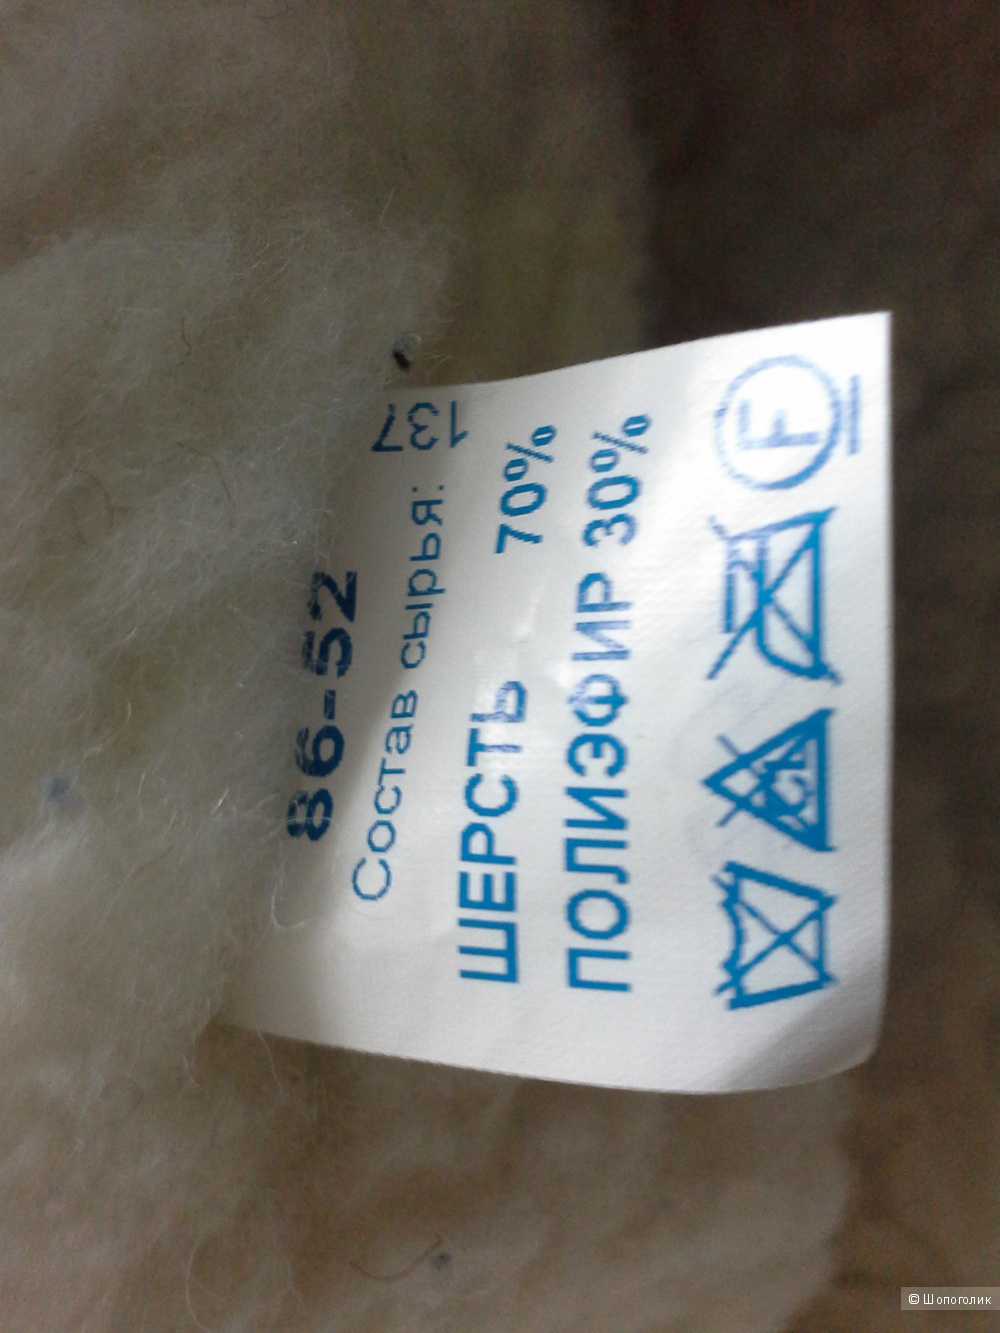 86-52
Состав сырья:
137
ШЕРСТЬ 70%
ПОЛИЭФИР 30%
F
© Шопоголик